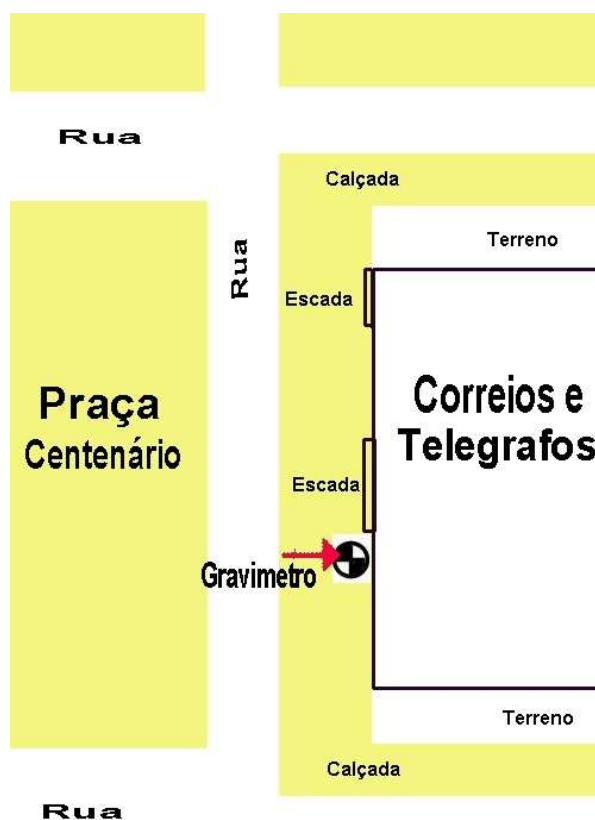 Rua
Calçada
Terreno
Rua
Escada
Praça
Centenário
Correios e
Telegrafos
Escada
Gravimetro
Terreno
Calçada
Rua